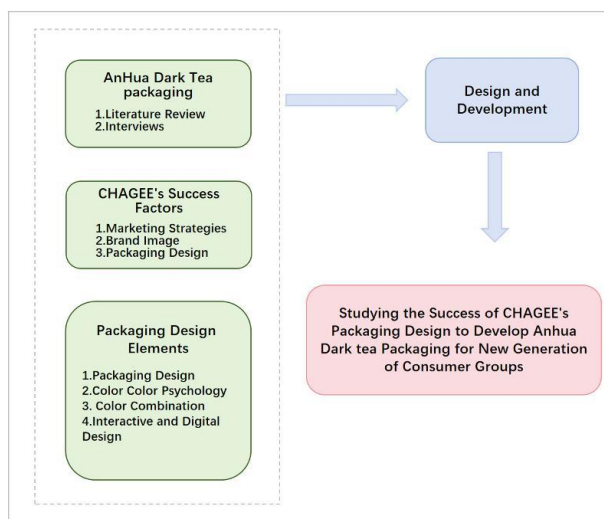 AnHua Dark Tea
packaging
1.Literature Review
2.Interviews
CHAGEE's Success
Factors
1.Marketing Strategies
2.Brand Image
3.Packaging Design
Packaging Design
Elements
1.Packaging Design
2.Color Color Psychology
3. Color Combination
4.Interactive and Digital
Design
Design and
Development
Studying the Success of CHAGEE's
Packaging Design to Develop Anhua
Dark tea Packaging for New Generation
of Consumer Groups